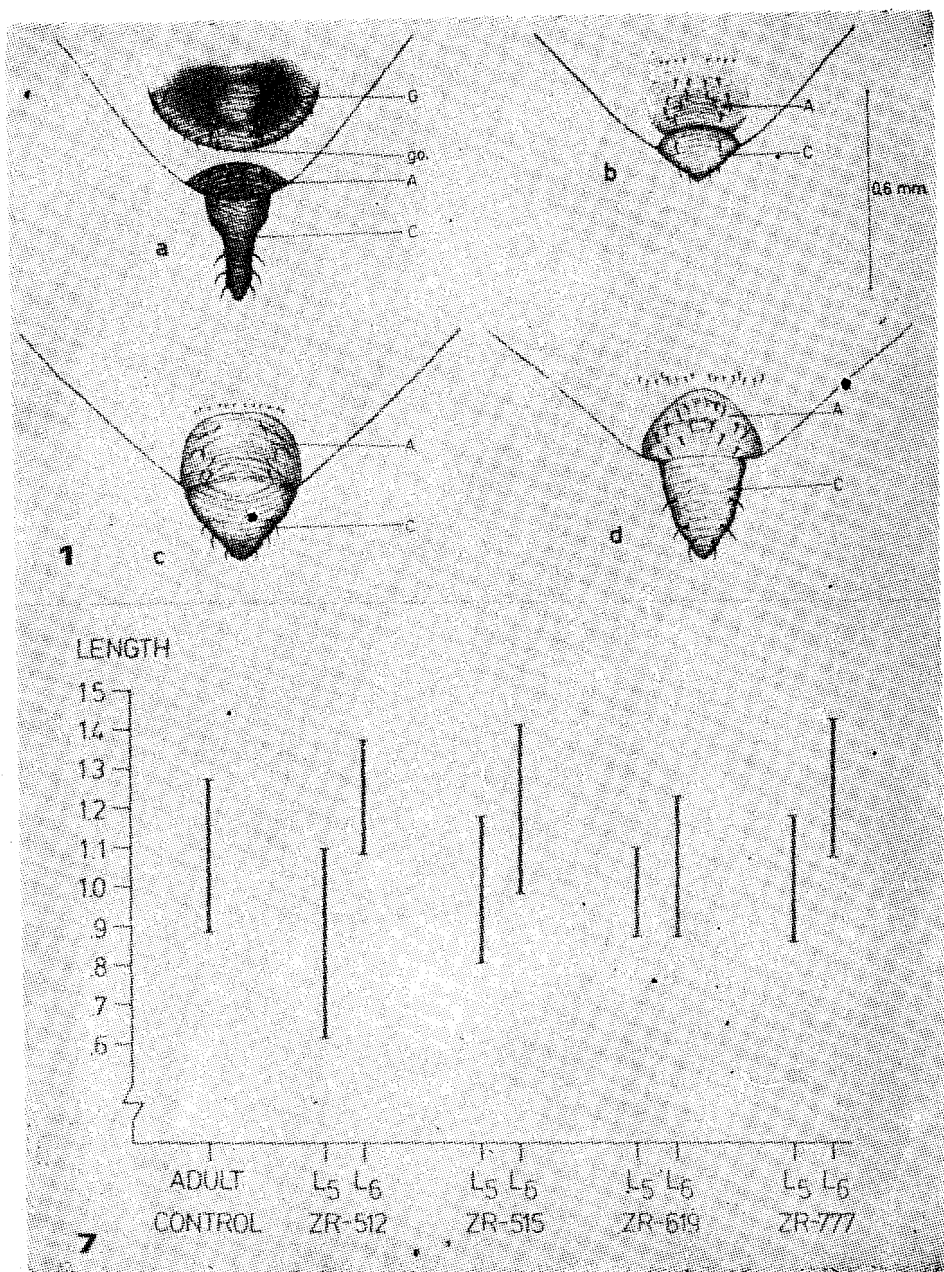 G
go.
A
C
a
A
C
b
0.6 mm
A
C
c
1
A
C
d
LENGTH
1.5
1.4
1.3
1.2
1.1
1.0
.9
.8
.7
.6
ADULT L5 L6 L5 L6 L5 L6 L5 L6
CONTROL ZR-512 ZR-515 ZR-619 ZR-777
7